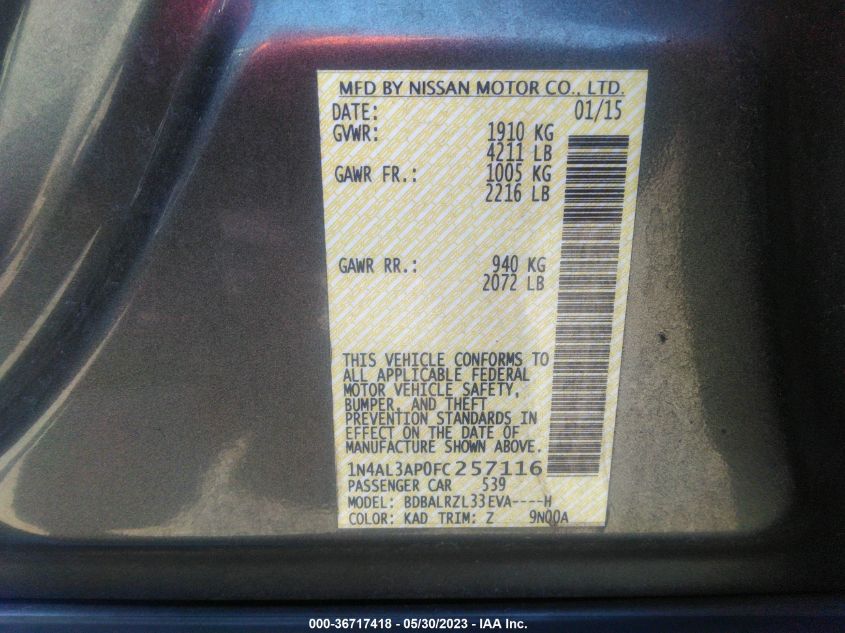 MFD BY NISSAN MOTOR CO., LTD.
DATE: 01/15
GVWR: 1910 KG
4211 LB
GAWR FR.: 1005 KG
2216 LB
GAWR RR.: 940 KG
2072 LB
THIS VEHICLE CONFORMS TO
ALL APPLICABLE FEDERAL
MOTOR VEHICLE SAFETY,
BUMPER, AND THEFT
PREVENTION STANDARDS IN
EFFECT ON THE DATE OF
MANUFACTURE SHOWN ABOVE.
1N4AL3AP0FC257116
PASSENGER CAR 539
MODEL: BDBALRZL33EVA----H
COLOR: KAD TRIM: Z 9N00A
000-36717418 - 05/30/2023 - IAA Inc.